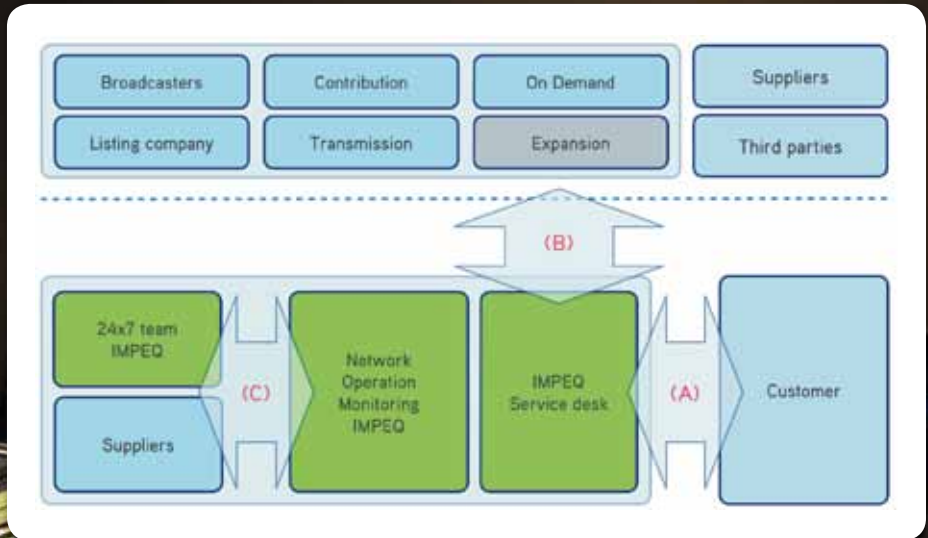 Broadcasters
Contribution
On Demand
Suppliers
Listing company
Transmission
Expansion
Third parties
(B)
24x7 team
IMPEQ
Suppliers
(C)
Network
Operation
Monitoring
IMPEQ
IMPEQ
Service desk
(A)
Customer